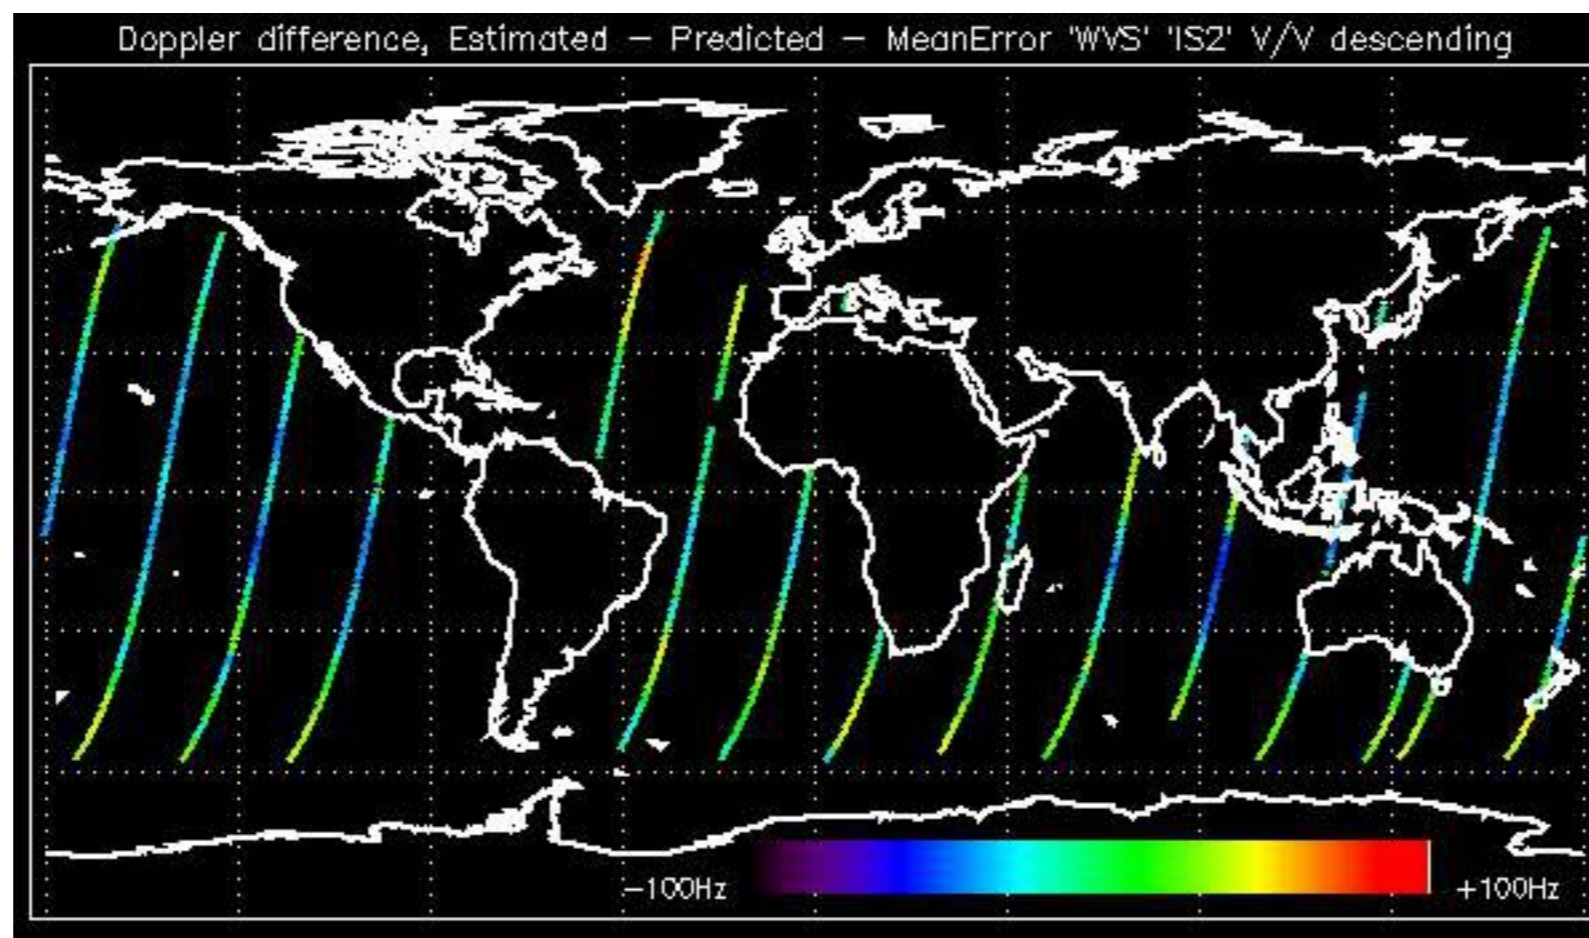 Doppler difference, Estimated – Predicted – MeanError 'WVS' 'IS2' V/V descending
–100Hz +100Hz